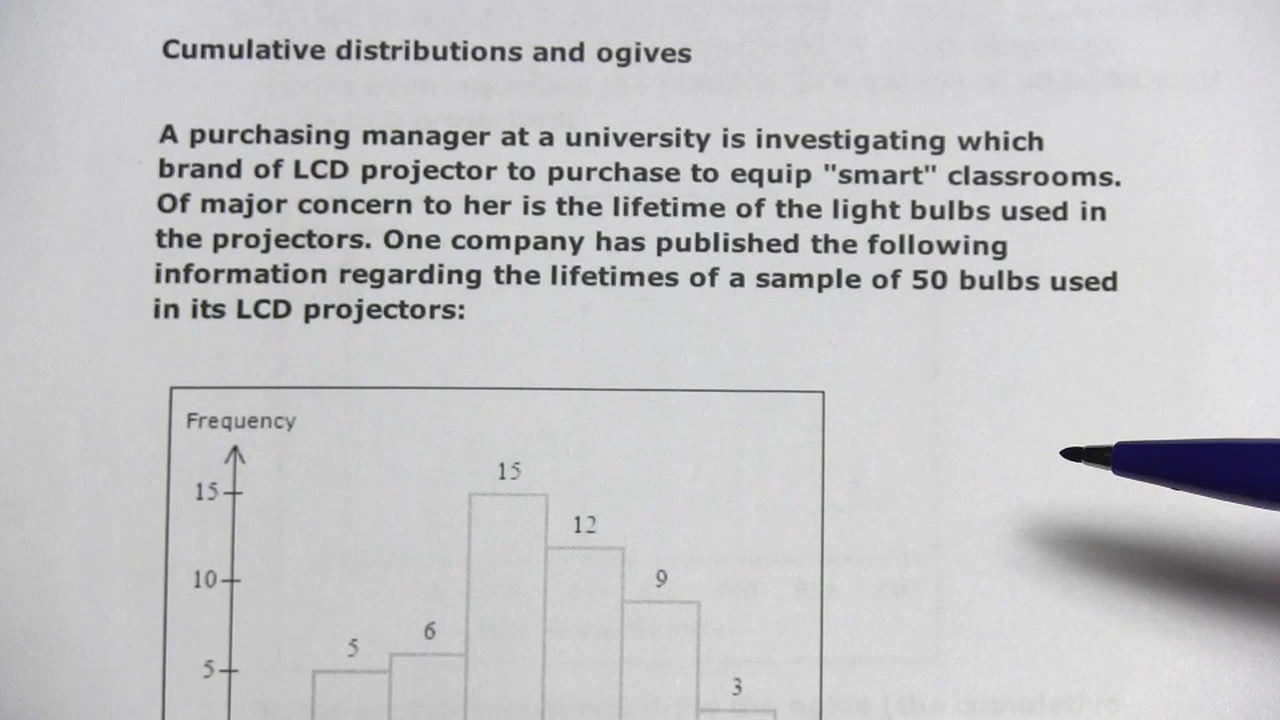 Cumulative distributions and ogives
A purchasing manager at a university is investigating which
brand of LCD projector to purchase to equip "smart" classrooms.
Of major concern to her is the lifetime of the light bulbs used in
the projectors. One company has published the following
information regarding the lifetimes of a sample of 50 bulbs used
in its LCD projectors:
Frequency
15
15
12
10
9
6
5
5
3